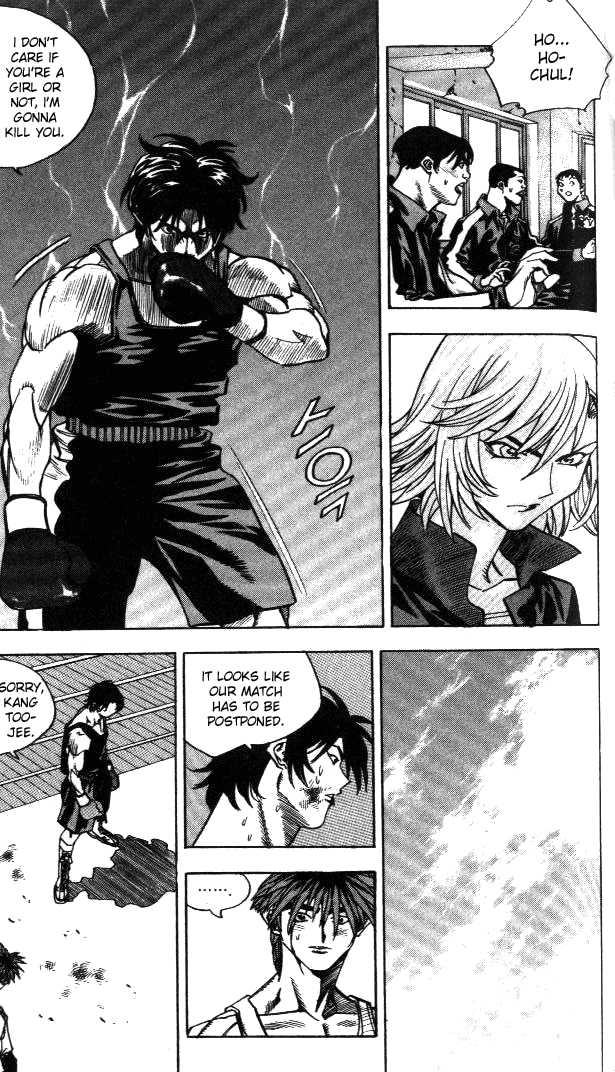 HO...
HO-
CHUL!
I DON'T
CARE IF
YOU'RE A
GIRL OR
NOT, I'M
GONNA
KILL YOU.
IT LOOKS LIKE
OUR MATCH
HAS TO BE
POSTPONED.
SORRY,
KANG
TOO-
JEE.
.......